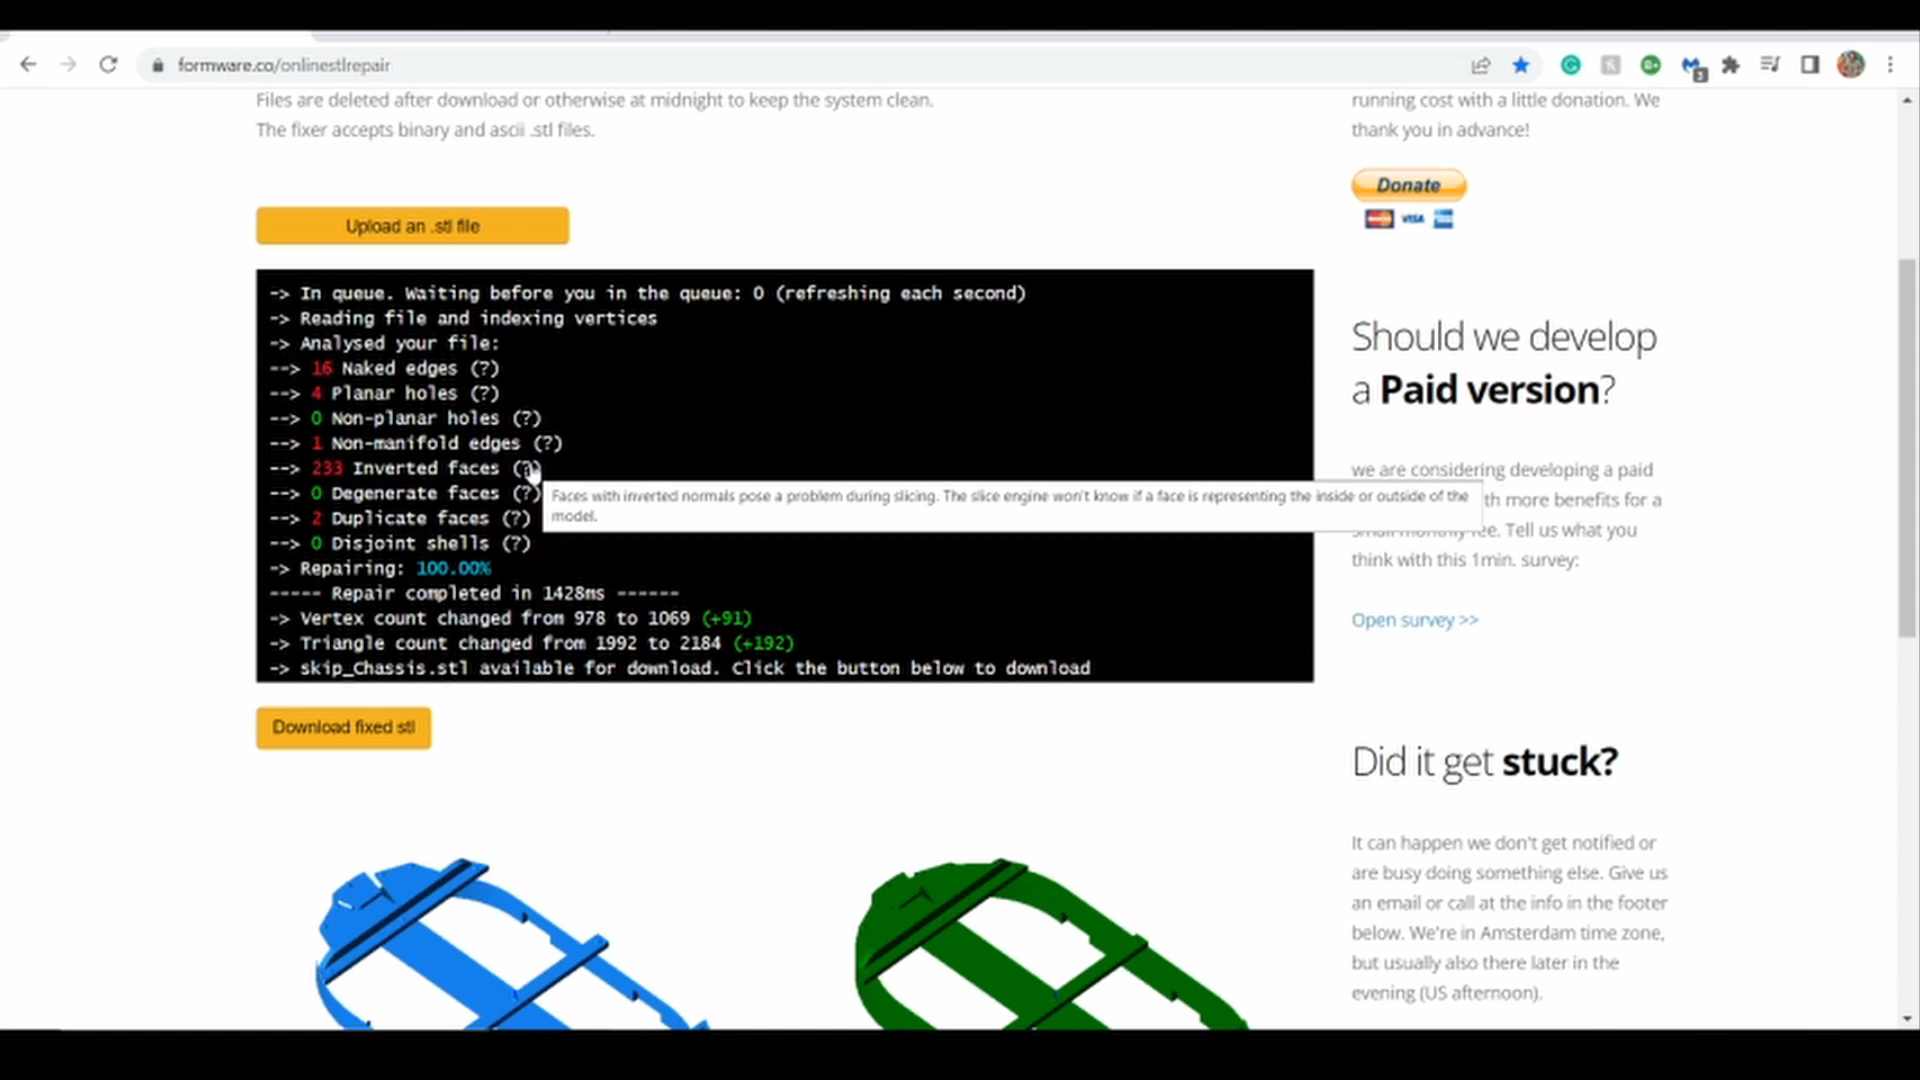 formware.co/onlinestlrepair
3
Files are deleted after download or otherwise at midnight to keep the system clean.
The fixer accepts binary and ascii .stl files.
Upload an .stl file
-> In queue. Waiting before you in the queue: 0 (refreshing each second)
-> Reading file and indexing vertices
-> Analysed your file:
--> 16 Naked edges (?)
--> 4 Planar holes (?)
--> 0 Non-planar holes (?)
--> 1 Non-manifold edges (?)
--> 233 Inverted faces (?)
--> 0 Degenerate faces (?)
--> 2 Duplicate faces (?)
--> 0 Disjoint shells (?)
-> Repairing: 100.00%
----- Repair completed in 1428ms ------
-> Vertex count changed from 978 to 1069 (+91)
-> Triangle count changed from 1992 to 2184 (+192)
-> skip_Chassis.stl available for download. Click the button below to download
Faces with inverted normals pose a problem during slicing. The slice engine won't know if a face is representing the inside or outside of the
model.
Download fixed stl
running cost with a little donation. We
thank you in advance!
Donate
VISA
Should we develop
a Paid version?
we are considering developing a paid
th more benefits for a
small monthly fee. Tell us what you
think with this 1min. survey:
Open survey >>
Did it get stuck?
It can happen we don't get notified or
are busy doing something else. Give us
an email or call at the info in the footer
below. We're in Amsterdam time zone,
but usually also there later in the
evening (US afternoon).